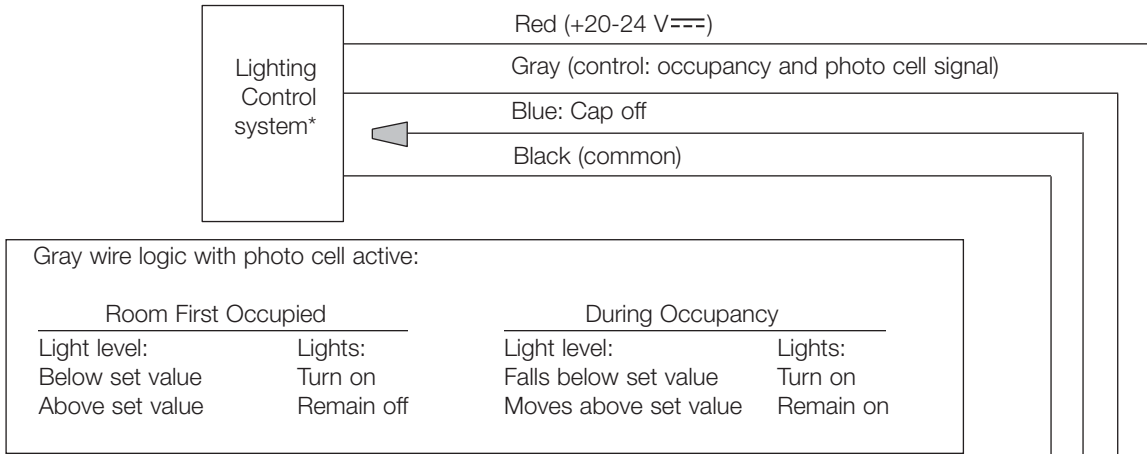 Red (+20-24 V⎓)
Lighting
Control
system*
Gray (control: occupancy and photo cell signal)
Blue: Cap off
Black (common)
Gray wire logic with photo cell active:
Room First Occupied
Light level: Lights:
Below set value Turn on
Above set value Remain off
During Occupancy
Light level: Lights:
Falls below set value Turn on
Moves above set value Remain on